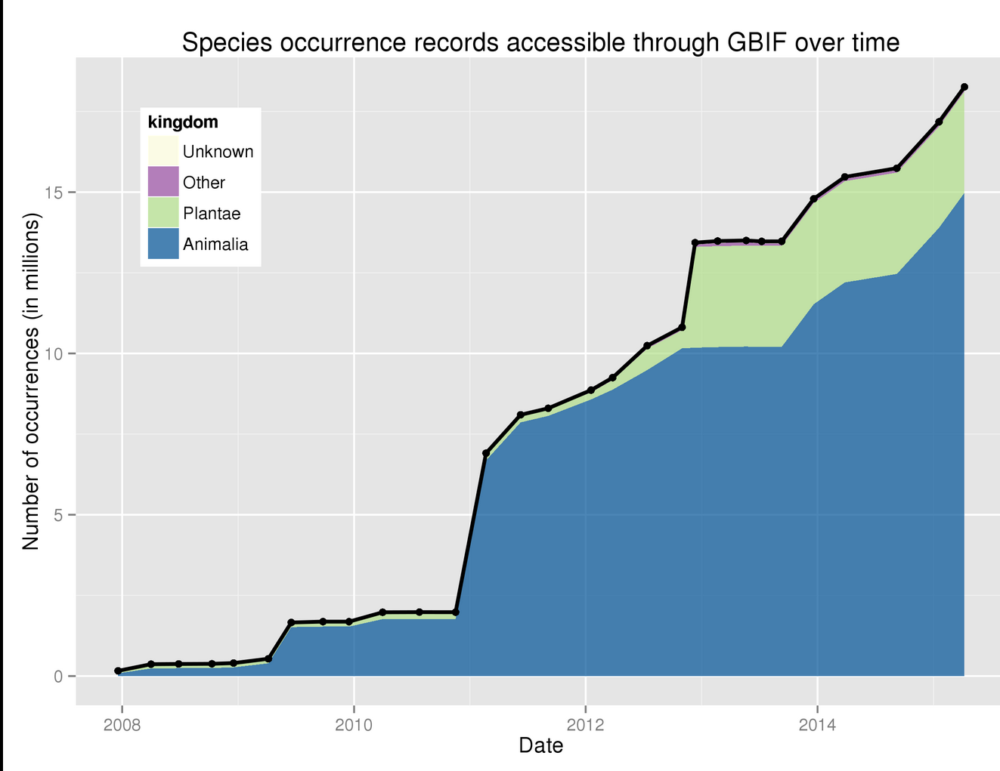 Species occurrence records accessible through GBIF over time
kingdom
Unknown
Other
Plantae
Animalia
Number of occurrences (in millions)
15
10
5
0
2008 2010 2012 2014
Date